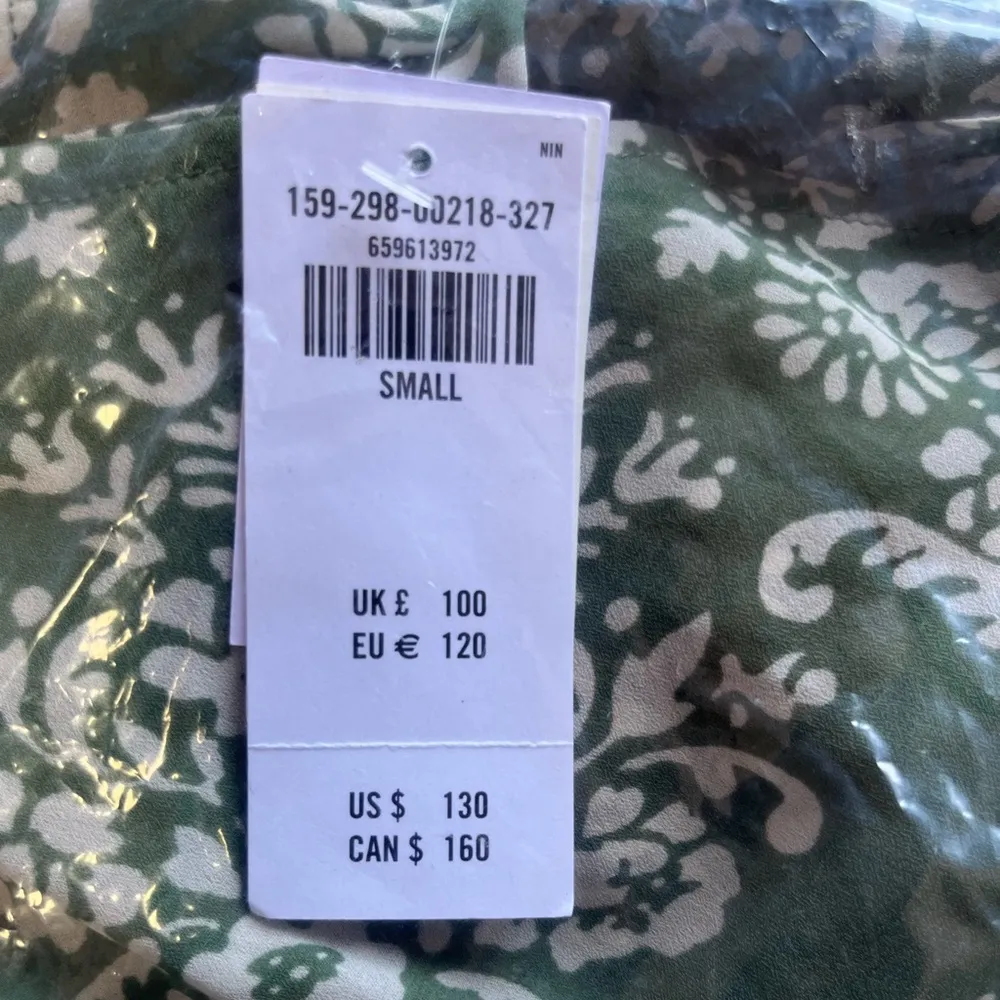 NIN
159-298-00218-327
659613972
SMALL
UK £ 100
EU € 120
US $ 130
CAN $ 160